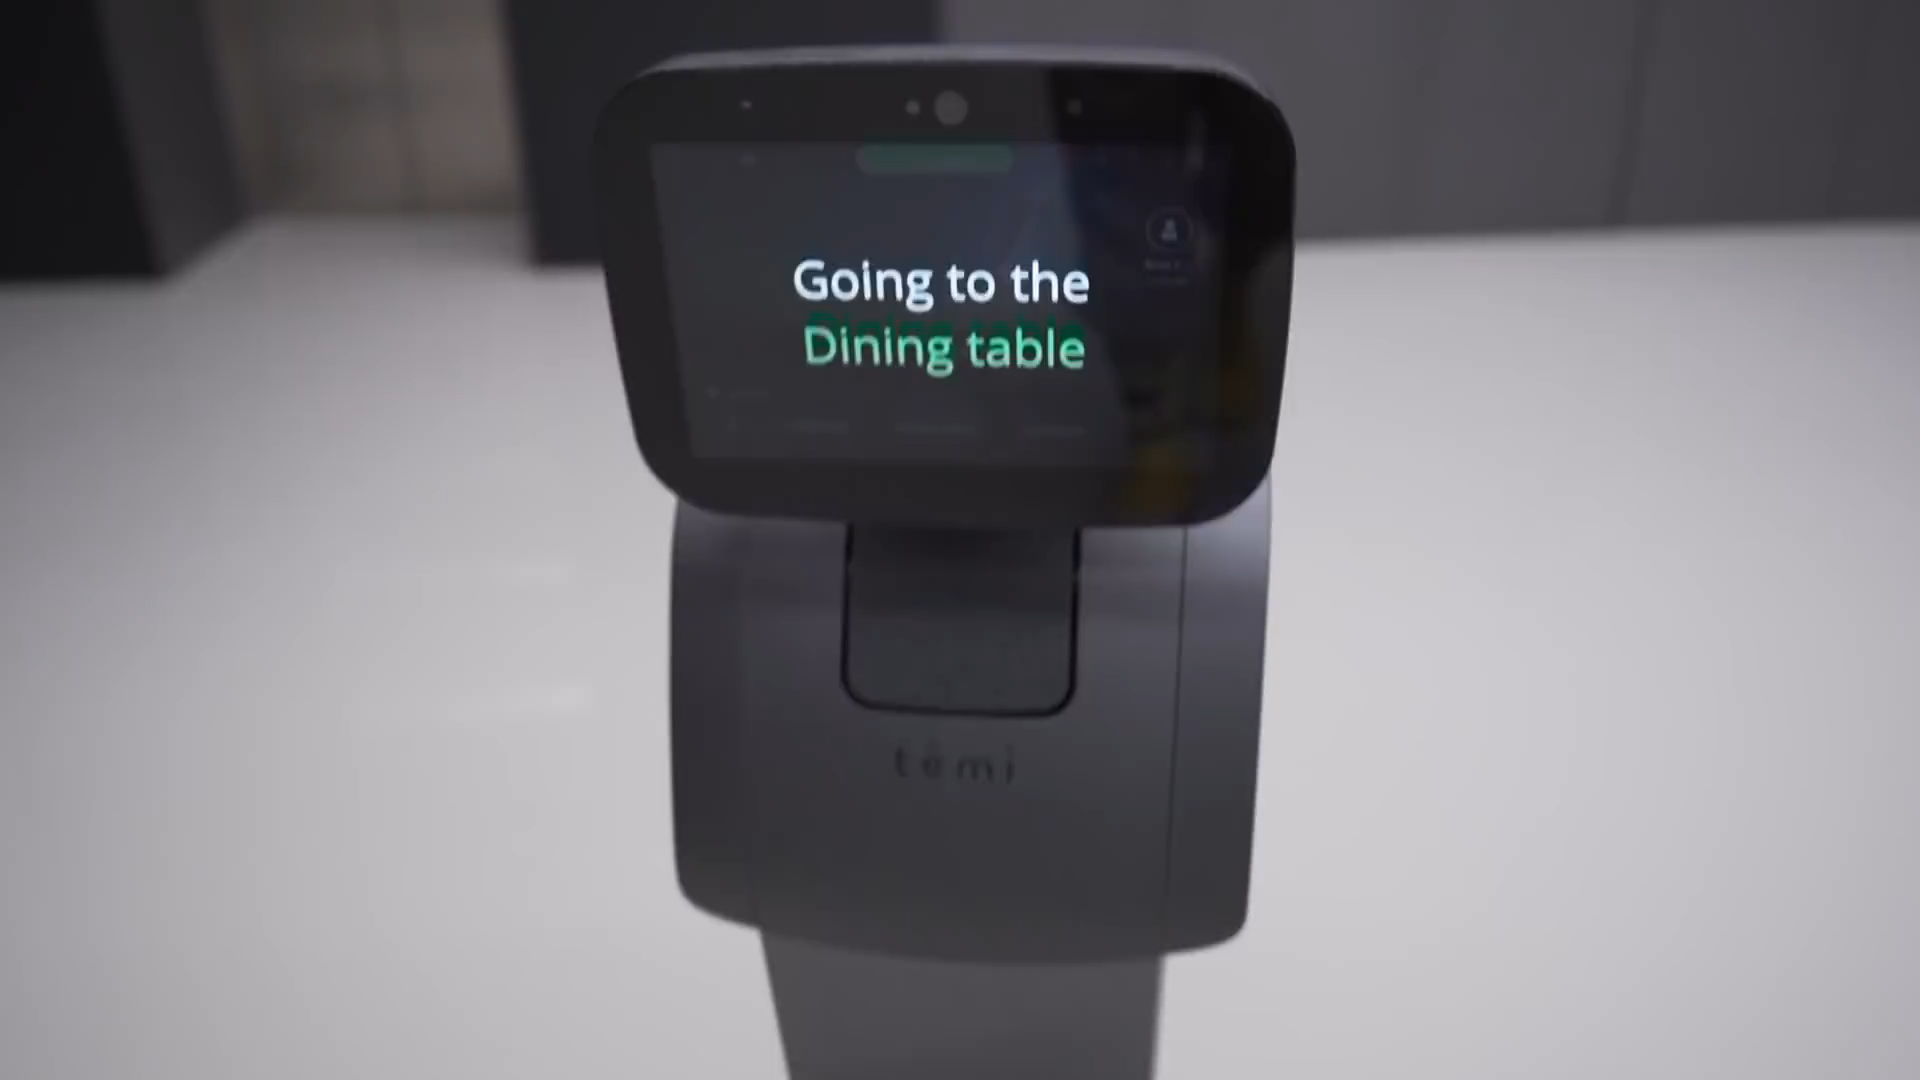 Going to the
Dining table
temi